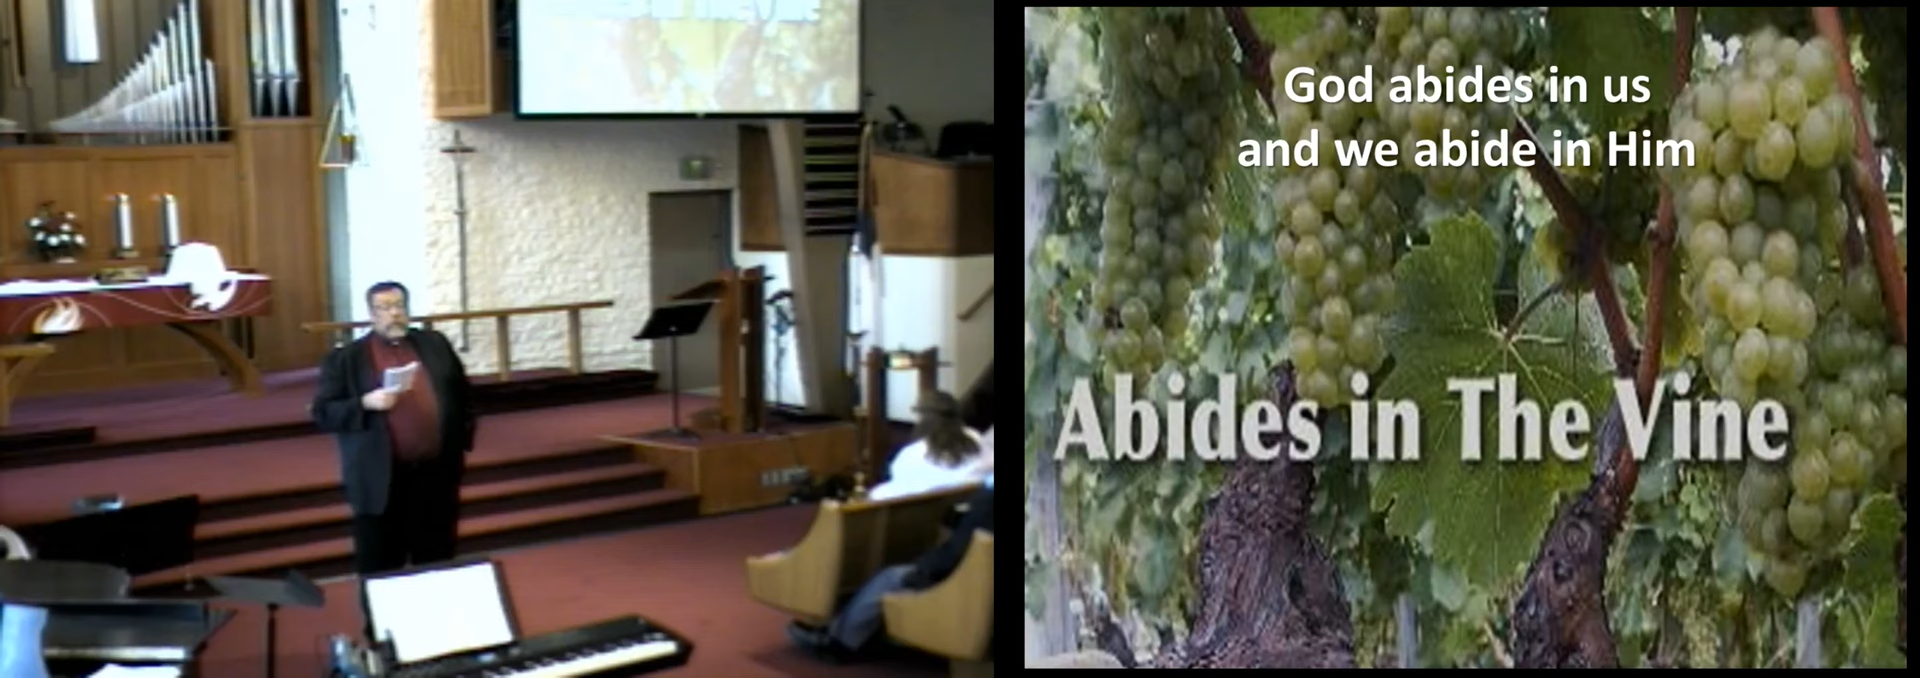 God abides in us
and we abide in Him
Abides in The Vine